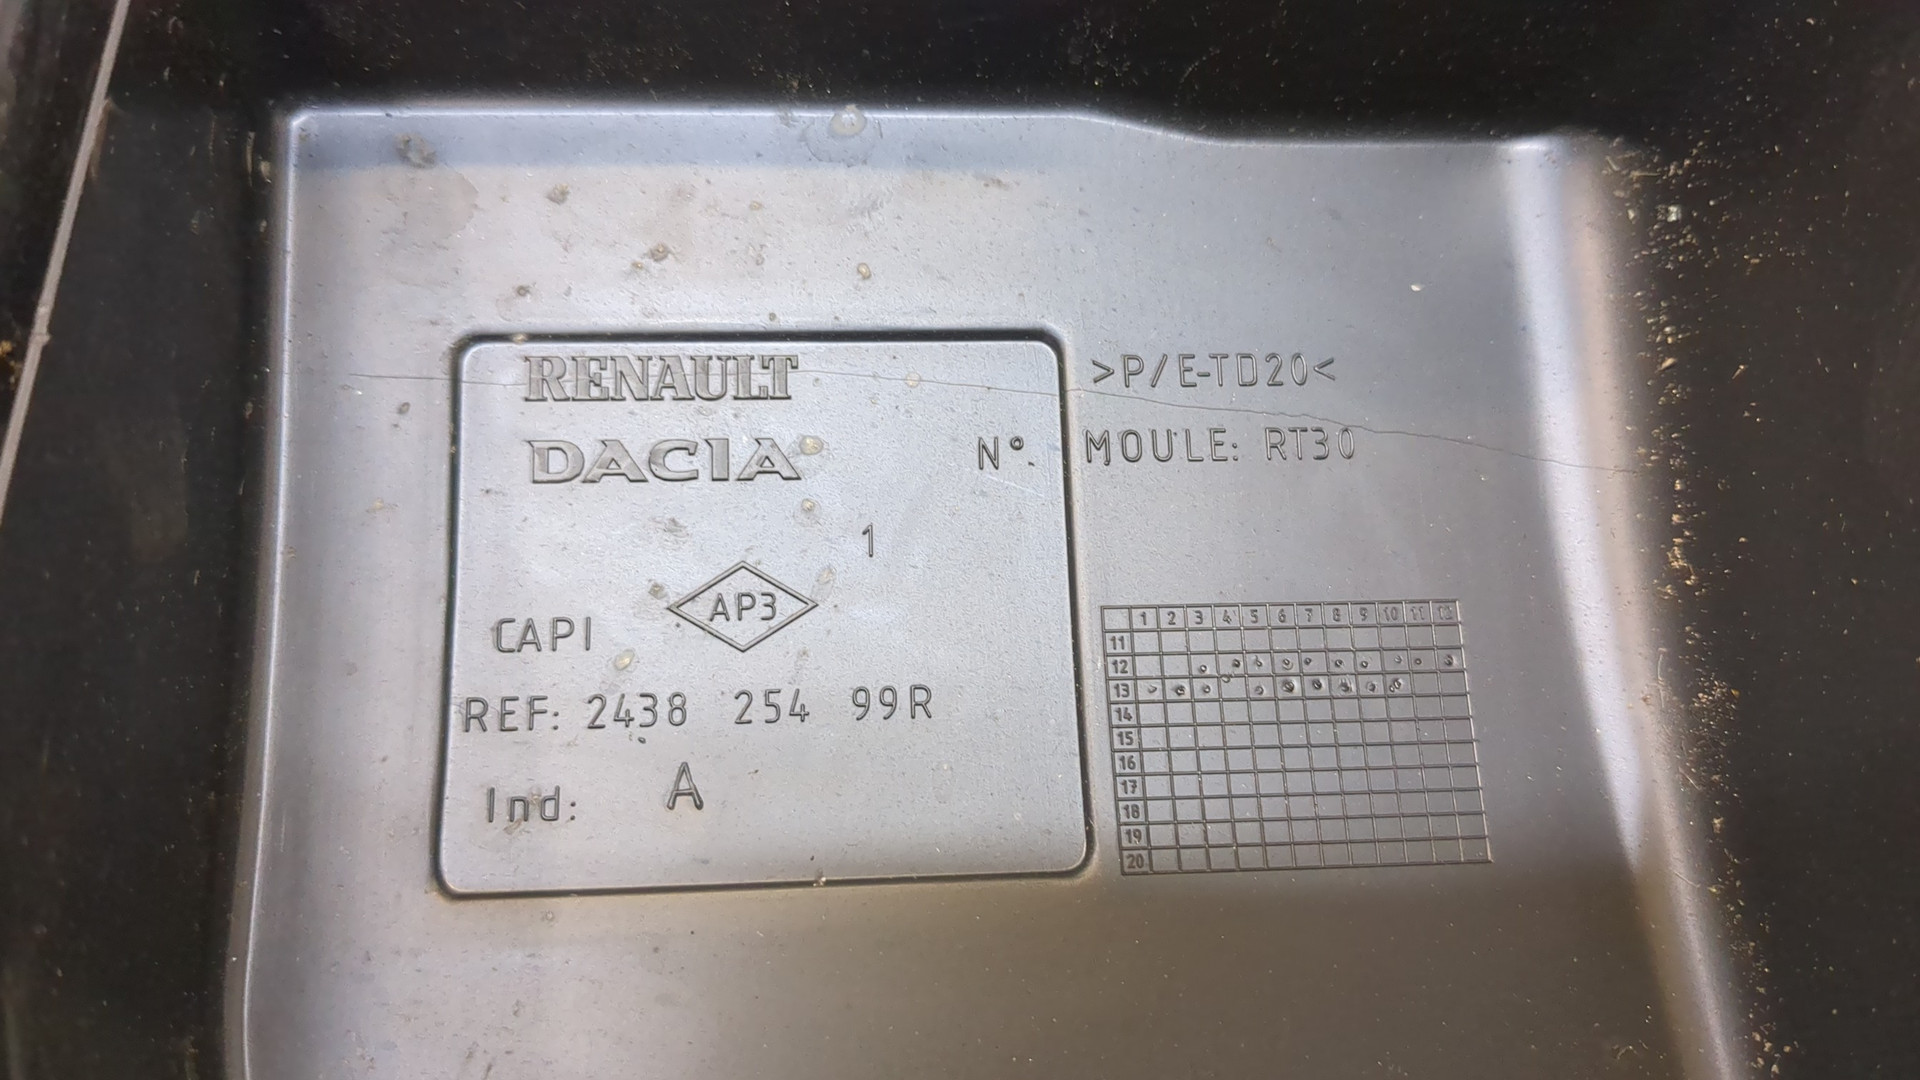 RENAULT
>P/E-TD20<
DACIA
N°. MOULE: RT30
1
AP3
CAPI
REF: 2438 254 99R
Ind: A
1 2 3 4 5 6 7 8 9 10 11 12
11
12
13
14
15
16
17
18
19
20